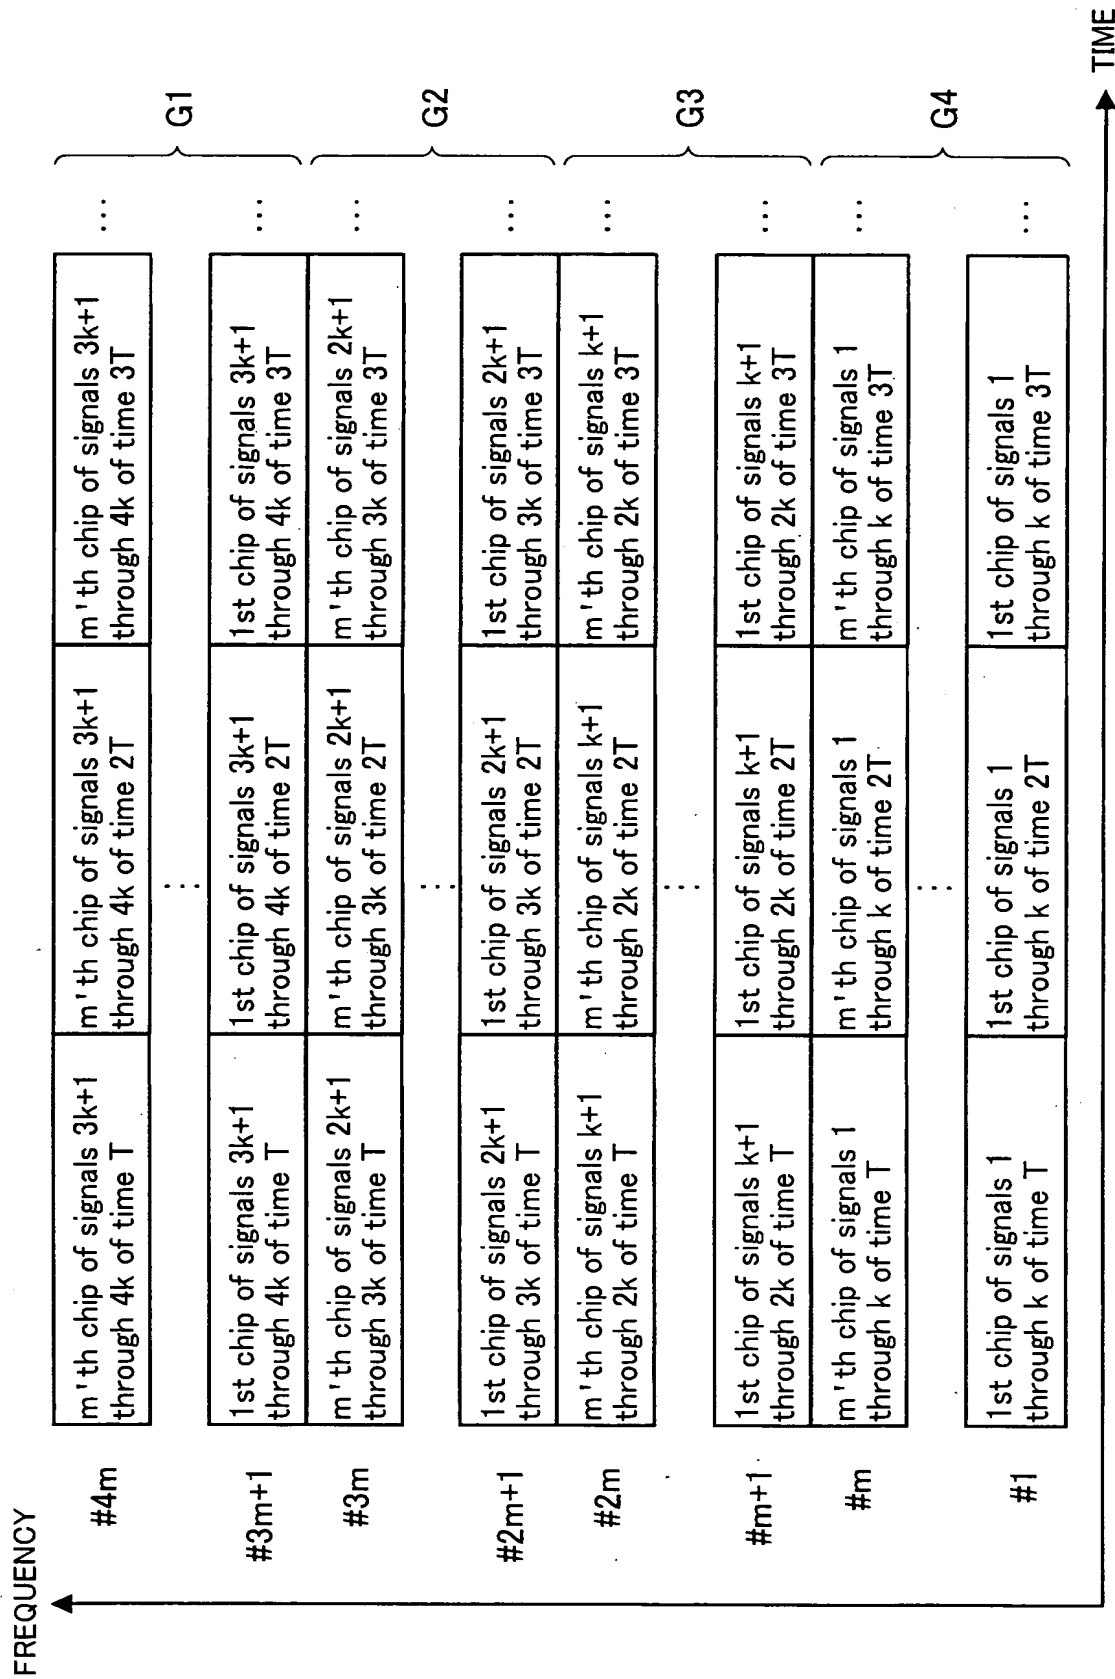 FREQUENCY
#4m
m'th chip of signals 3k+1
through 4k of time T
m'th chip of signals 3k+1
through 4k of time 2T
m'th chip of signals 3k+1
through 4k of time 3T
...
...
#3m+1
1st chip of signals 3k+1
through 4k of time T
1st chip of signals 3k+1
through 4k of time 2T
1st chip of signals 3k+1
through 4k of time 3T
...
G1
#3m
m'th chip of signals 2k+1
through 3k of time T
m'th chip of signals 2k+1
through 3k of time 2T
m'th chip of signals 2k+1
through 3k of time 3T
...
...
#2m+1
1st chip of signals 2k+1
through 3k of time T
1st chip of signals 2k+1
through 3k of time 2T
1st chip of signals 2k+1
through 3k of time 3T
...
G2
#2m
m'th chip of signals k+1
through 2k of time T
m'th chip of signals k+1
through 2k of time 2T
m'th chip of signals k+1
through 2k of time 3T
...
...
#m+1
1st chip of signals k+1
through 2k of time T
1st chip of signals k+1
through 2k of time 2T
1st chip of signals k+1
through 2k of time 3T
...
G3
#m
m'th chip of signals 1
through k of time T
m'th chip of signals 1
through k of time 2T
m'th chip of signals 1
through k of time 3T
...
...
#1
1st chip of signals 1
through k of time T
1st chip of signals 1
through k of time 2T
1st chip of signals 1
through k of time 3T
...
G4
TIME